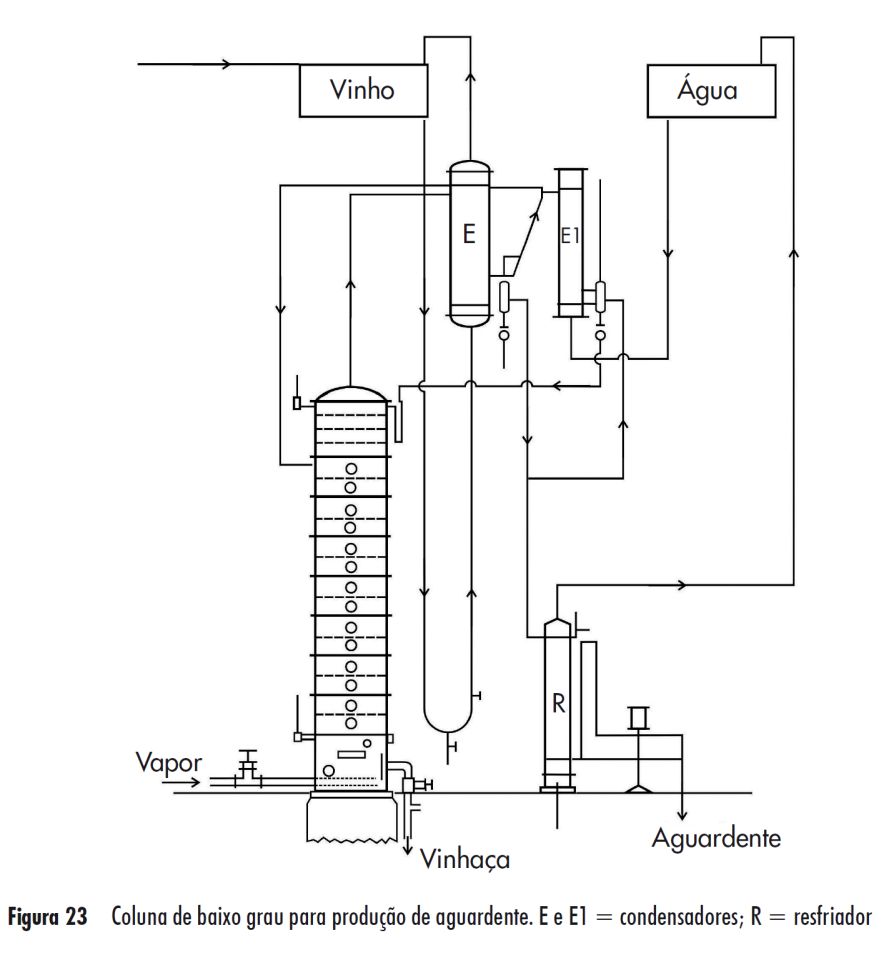 Vinho
Água
E
E1
R
Vapor
Aguardente
Vinhaça
Figura 23 Coluna de baixo grau para produção de aguardente. E e E1 = condensadores; R = resfriador